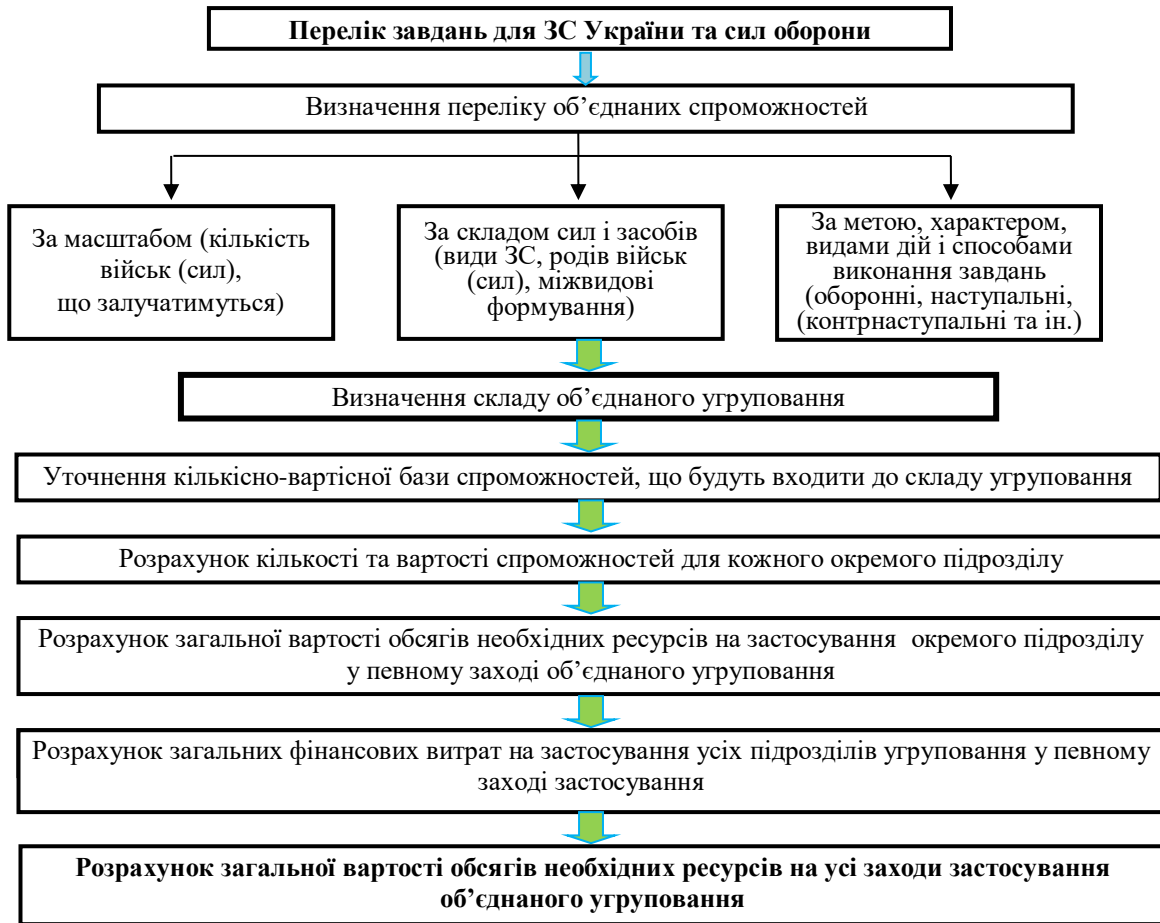 Перелік завдань для ЗС України та сил оборони
Визначення переліку об’єднаних спроможностей
За масштабом (кількість
військ (сил),
що залучатимуться)
За складом сил і засобів
(види ЗС, родів військ
(сил), міжвидові
формування)
За метою, характером,
видами дій і способами
виконання завдань
(оборонні, наступальні,
(контрнаступальні та ін.)
Визначення складу об’єднаного угруповання
Уточнення кількісно-вартісної бази спроможностей, що будуть входити до складу угруповання
Розрахунок кількості та вартості спроможностей для кожного окремого підрозділу
Розрахунок загальної вартості обсягів необхідних ресурсів на застосування окремого підрозділу
у певному заході об’єднаного угруповання
Розрахунок загальних фінансових витрат на застосування усіх підрозділів угруповання у певному
заході застосування
Розрахунок загальної вартості обсягів необхідних ресурсів на усі заходи застосування
об’єднаного угруповання